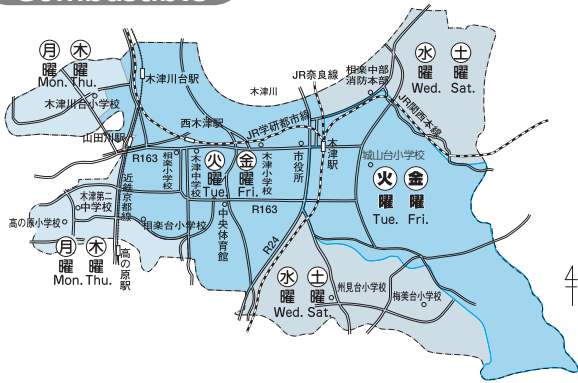 月曜 木曜
Mon. Thu.
木津川台駅
木津川台小学校
山田川駅
西木津駅
木津川
JR奈良線
JR学研都市線
相楽中部
消防本部
水曜 土曜
Wed. Sat.
JR関西本線
R163
相楽小学校
木津中学校
火曜 金曜
Tue. Fri.
木津小学校
市役所
木津駅
城山台小学校
火曜 金曜
Tue. Fri.
木津第二
中学校
近鉄京都線
高の原小学校
相楽台小学校
中央体育館
R163
R24
月曜 木曜
Mon. Thu.
高の原駅
水曜 土曜
Wed. Sat.
州見台小学校
梅美台小学校
4